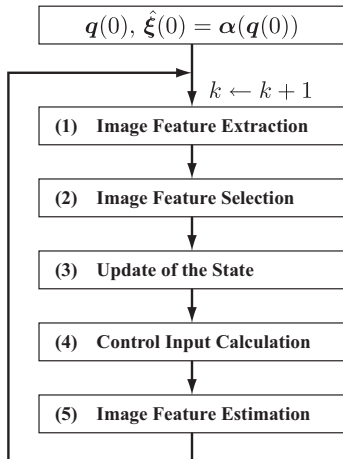 q(0), ξ̂(0) = α(q(0))
k ← k + 1
(1) Image Feature Extraction
(2) Image Feature Selection
(3) Update of the State
(4) Control Input Calculation
(5) Image Feature Estimation